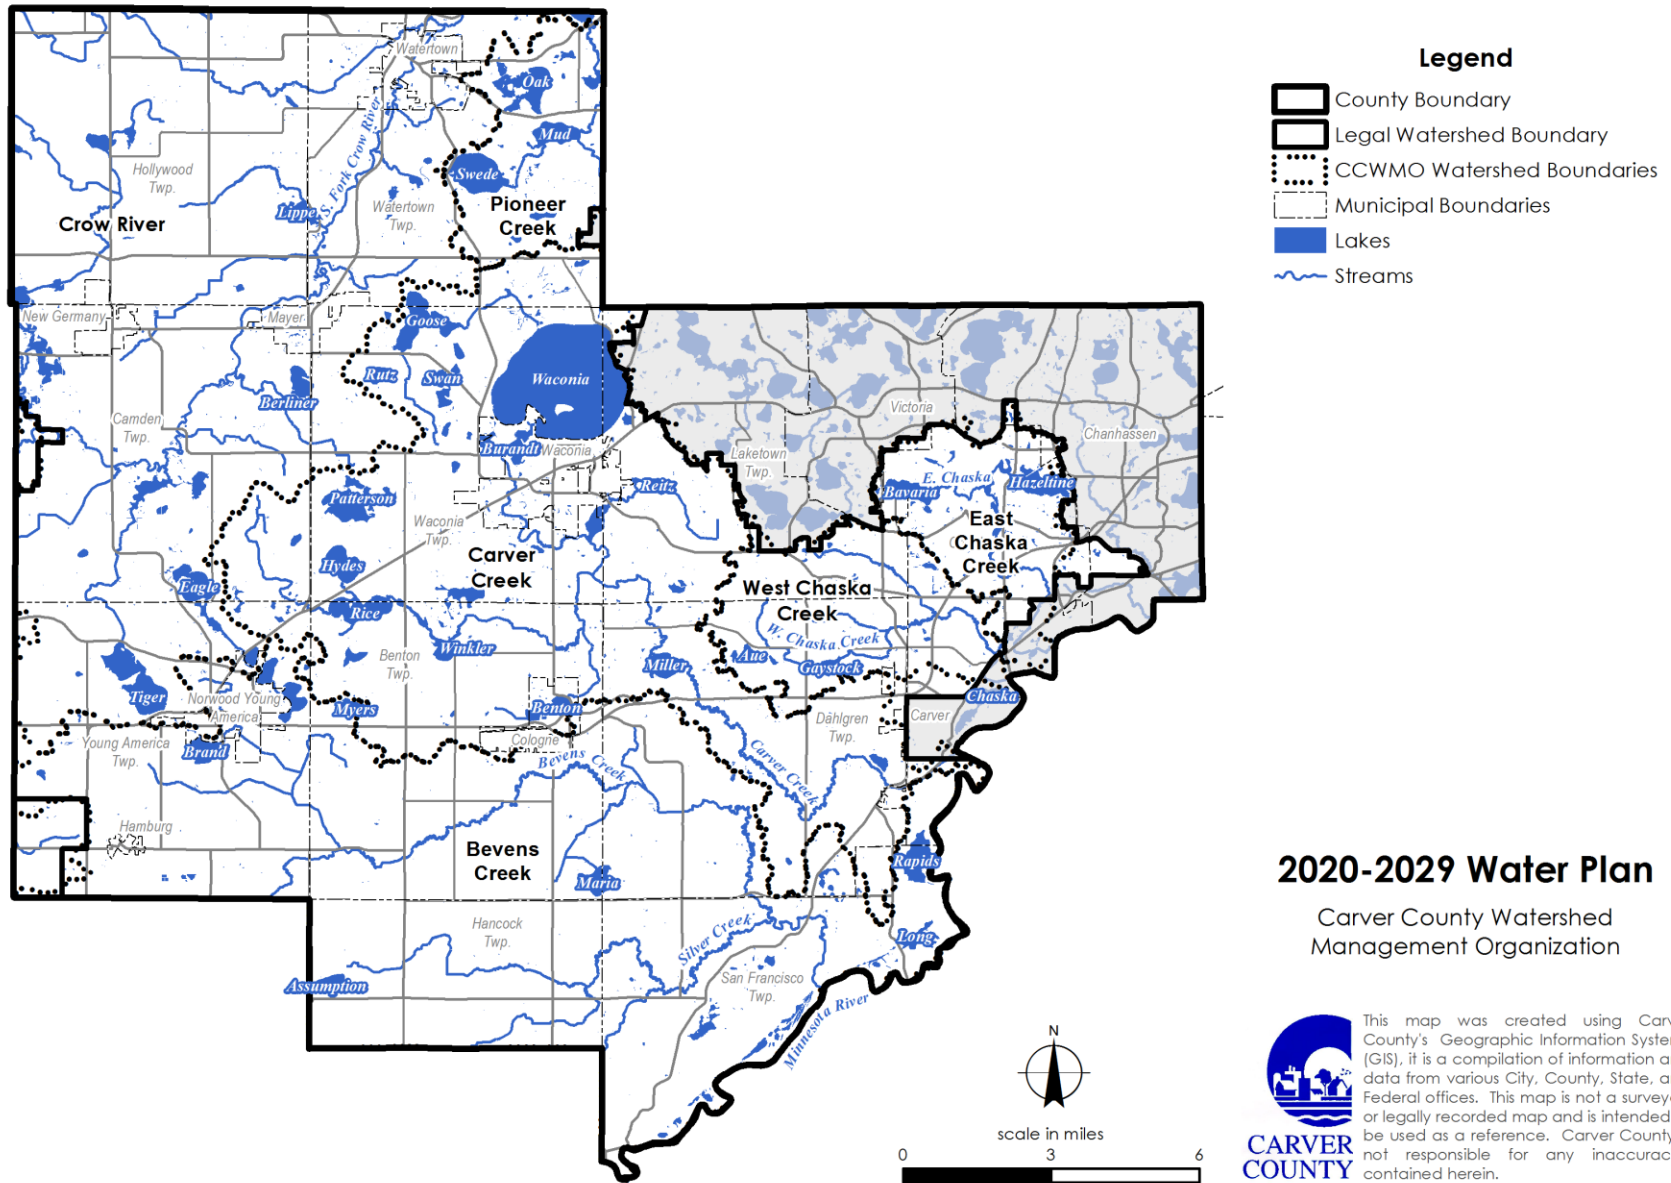 Legend
County Boundary
Legal Watershed Boundary
CCWMO Watershed Boundaries
Municipal Boundaries
Lakes
Streams
Watertown
Oak
Mud
S. Fork Crow River
Hollywood
Twp.
Swede
Lippe
Watertown
Twp.
Pioneer
Creek
Crow River
New Germany
Mayer
Goose
Rutz
Swan
Waconia
Berliner
Camden
Twp.
Victoria
Chanhassen
Burandt
Waconia
Laketown
Twp.
Patterson
Reitz
Bavaria
E. Chaska
Hazeltine
Waconia
Twp.
East
Chaska
Creek
Carver
Creek
Hydes
Eagle
West Chaska
Creek
Rice
W. Chaska Creek
Winkler
Benton
Twp.
Miller
Aue
Gaystock
Tiger
Norwood Young
America
Myers
Benton
Chaska
Carver
Dahlgren
Twp.
Young America
Twp.
Brand
Cologne
Bevens Creek
Carver Creek
Hamburg
Bevens
Creek
Maria
Rapids
Hancock
Twp.
Silver Creek
Long
Assumption
San Francisco
Twp.
Minnesota River
2020-2029 Water Plan
Carver County Watershed
Management Organization
N
scale in miles
0 3 6
CARVER
COUNTY
This map was created using Carv
County's Geographic Information System
(GIS), it is a compilation of information a
data from various City, County, State, a
Federal offices. This map is not a survey
or legally recorded map and is intended
be used as a reference. Carver County
not responsible for any inaccurac
contained herein.